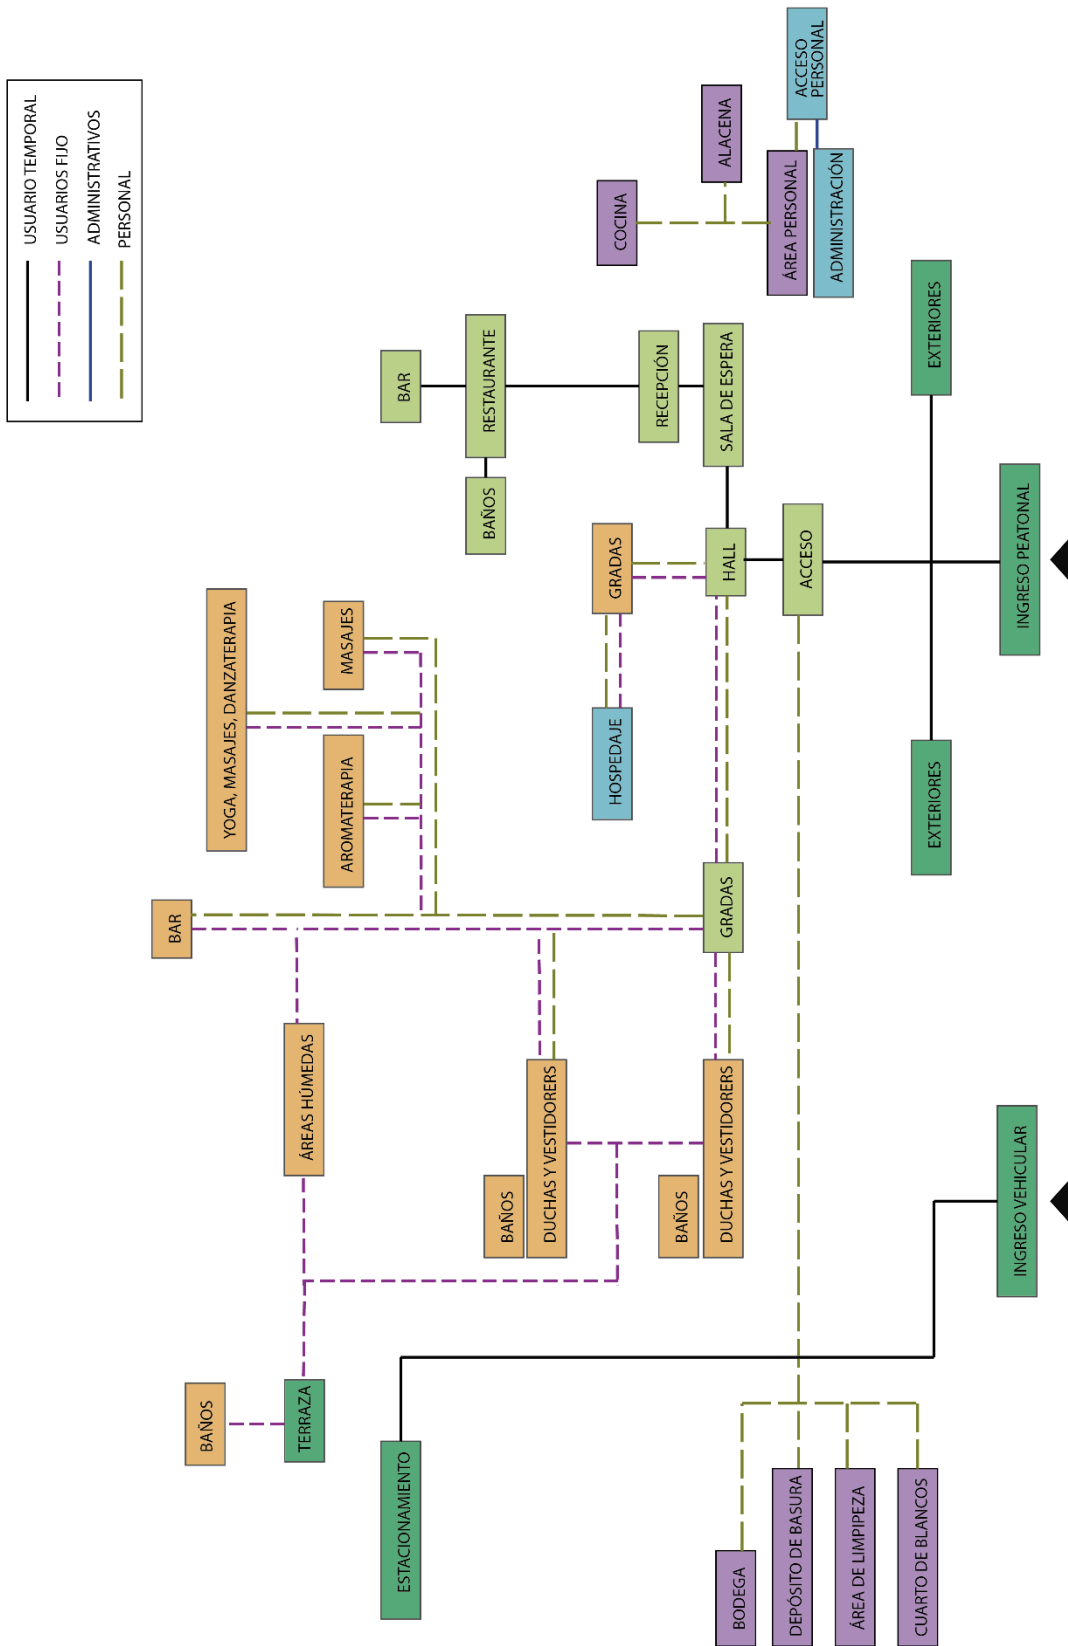 USUARIO TEMPORAL
USUARIOS FIJO
ADMINISTRATIVOS
PERSONAL
BAR
BAÑOS
YOGA, MASAJES, DANZATERAPIA
TERRAZA
ÁREAS HÚMEDAS
AROMATERAPIA
MASAJES
ESTACIONAMIENTO
BAR
BAÑOS
RESTAURANTE
BAÑOS
DUCHAS Y VESTIDORERS
HOSPEDAJE
GRADAS
COCINA
BAÑOS
RECEPCIÓN
DUCHAS Y VESTIDORERS
GRADAS
HALL
SALA DE ESPERA
ALACENA
BODEGA
DEPÓSITO DE BASURA
ACCESO
ÁREA PERSONAL
ACCESO
PERSONAL
ADMINISTRACIÓN
ÁREA DE LIMPIPEZA
CUARTO DE BLANCOS
EXTERIORES
EXTERIORES
INGRESO VEHICULAR
INGRESO PEATONAL